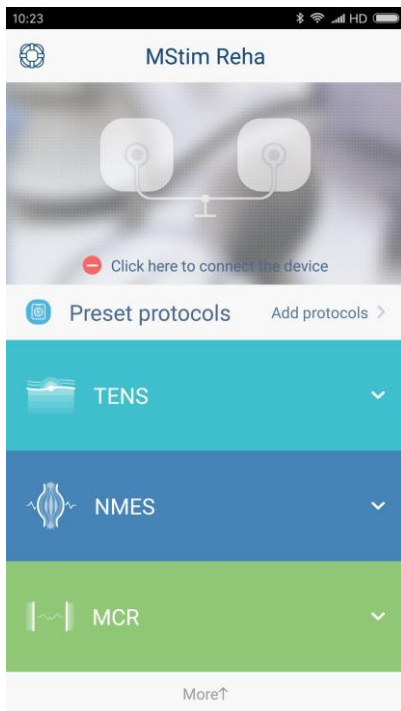 10:23 HD
MStim Reha
Click here to connect the device
Preset protocols Add protocols >
TENS
NMES
MCR
More↑